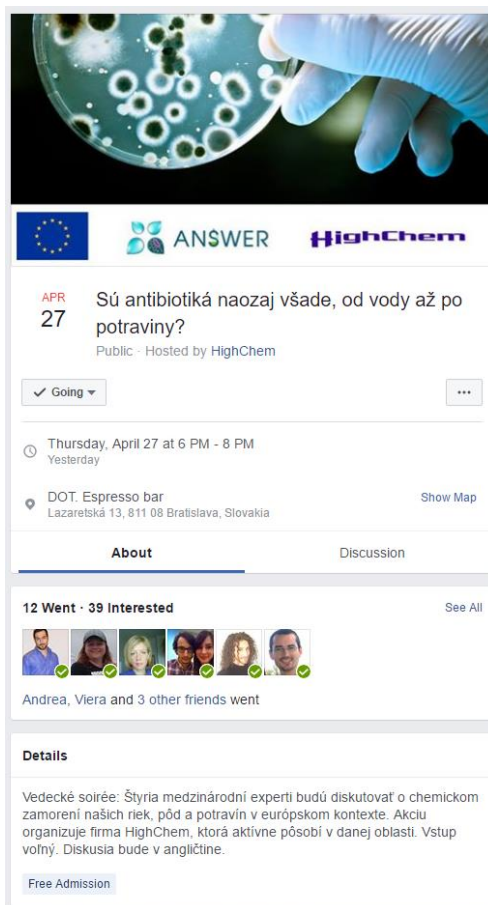 ANSWER HighChem
APR
27
Sú antibiotiká naozaj všade, od vody až po
potraviny?
Public · Hosted by HighChem
Going
...
Thursday, April 27 at 6 PM - 8 PM
Yesterday
DOT. Espresso bar
Show Map
Lazaretská 13, 811 08 Bratislava, Slovakia
About
Discussion
12 Went · 39 Interested
See All
Andrea, Viera and 3 other friends went
Details
Vedecké soirée: Štyria medzinárodní experti budú diskutovať o chemickom
zamorení našich riek, pôd a potravín v európskom kontexte. Akciu
organizuje firma HighChem, ktorá aktívne pôsobí v danej oblasti. Vstup
voľný. Diskusia bude v angličtine.
Free Admission